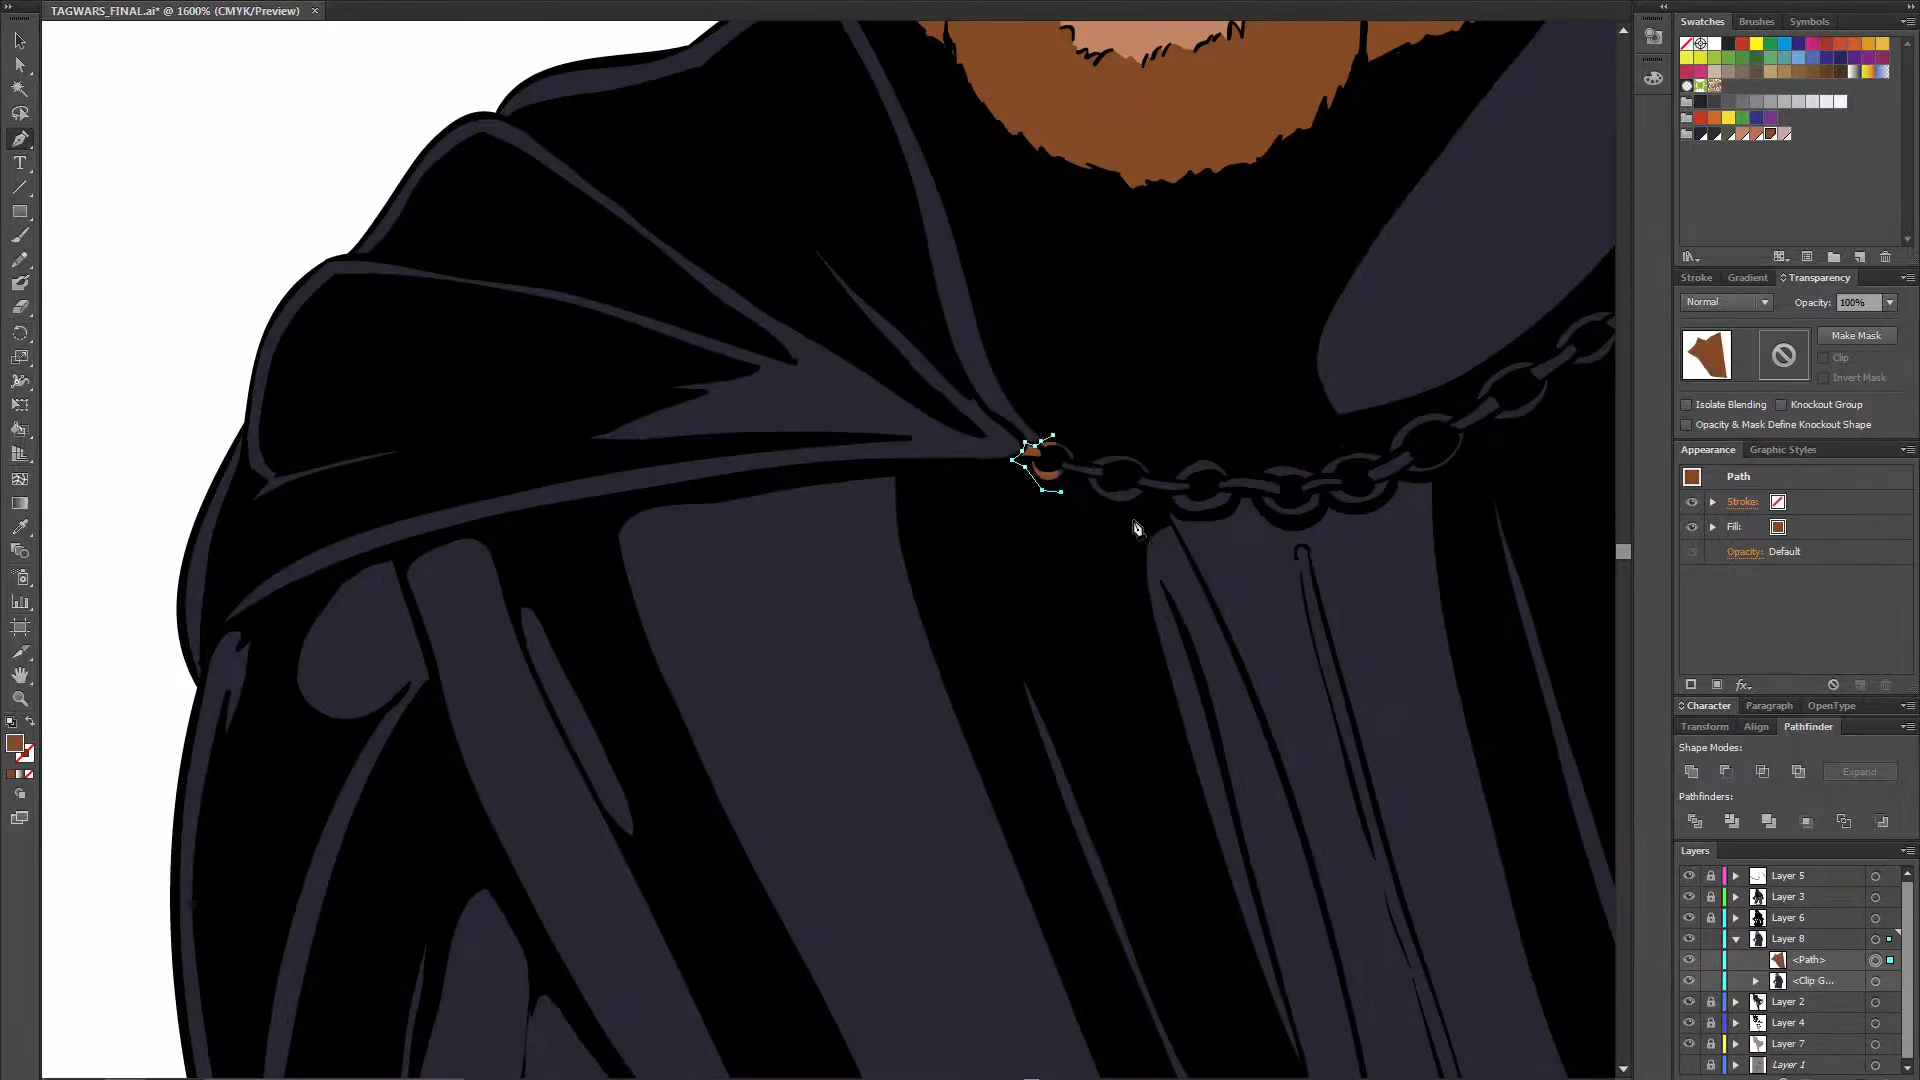 TAGWARS_FINAL.ai* @ 1600% (CMYK/Preview)
Swatches Brushes Symbols
Stroke Gradient Transparency
Normal Opacity: 100%
Make Mask
Clip
Invert Mask
Isolate Blending Knockout Group
Opacity & Mask Define Knockout Shape
Appearance Graphic Styles
Path
Stroke:
Fill:
Opacity: Default
fx
Character Paragraph OpenType
Transform Align Pathfinder
Shape Modes:
Expand
Pathfinders:
Layers
Layer 5
Layer 3
Layer 6
Layer 8
<Path>
<Clip G...
Layer 2
Layer 4
Layer 7
Layer 1